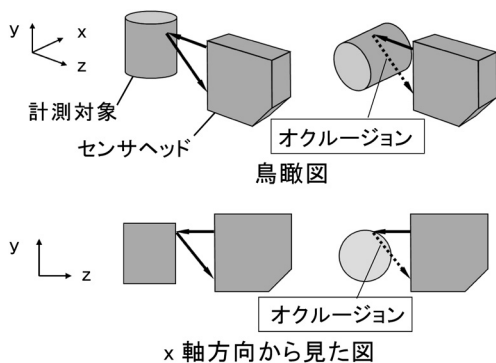 y
x
z
計測対象
センサヘッド
オクルージョン
鳥瞰図
y
z
オクルージョン
x 軸方向から見た図